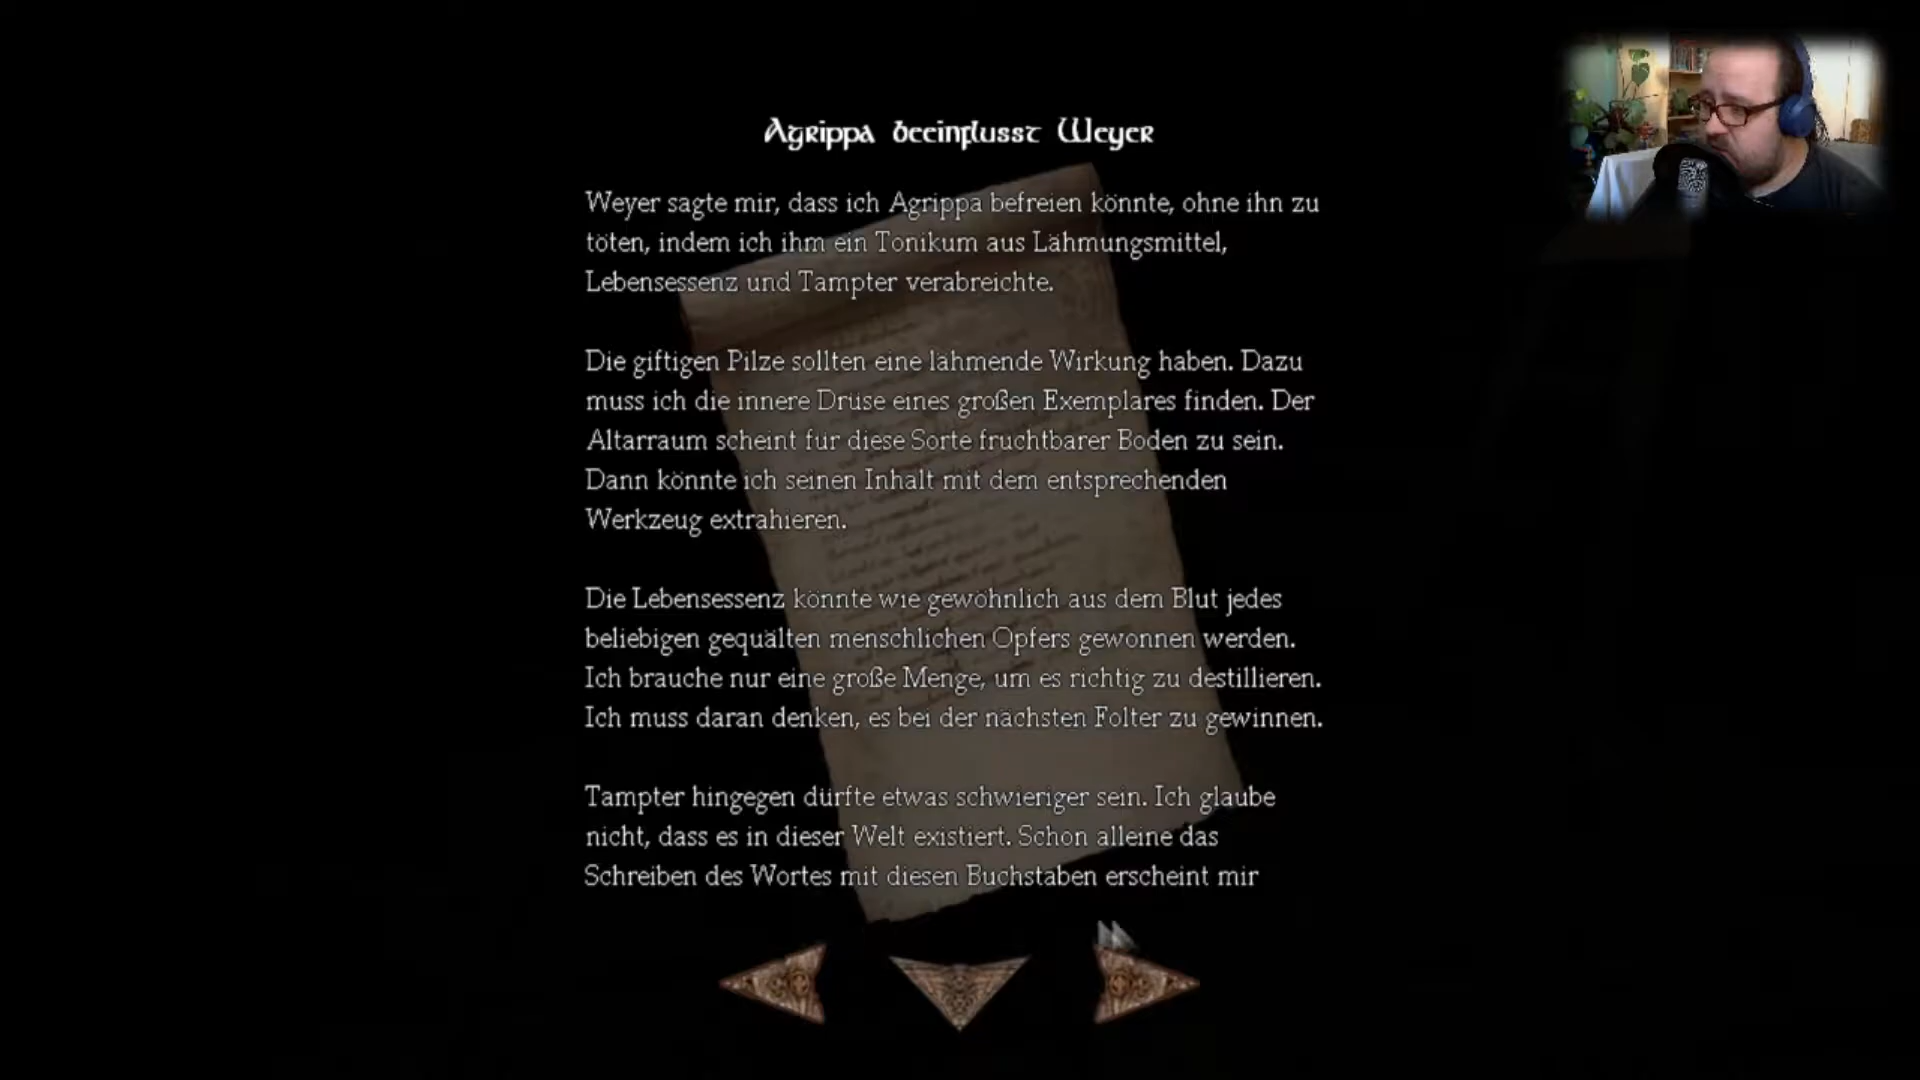 Agrippa beeinflusst Weyer
Weyer sagte mir, dass ich Agrippa befreien könnte, ohne ihn zu
töten, indem ich ihm ein Tonikum aus Lähmungsmittel,
Lebensessenz und Tampter verabreichte.
Die giftigen Pilze sollten eine lähmende Wirkung haben. Dazu
muss ich die innere Drüse eines großen Exemplares finden. Der
Altarraum scheint für diese Sorte fruchtbarer Boden zu sein.
Dann könnte ich seinen Inhalt mit dem entsprechenden
Werkzeug extrahieren.
Die Lebensessenz könnte wie gewöhnlich aus dem Blut jedes
beliebigen gequälten menschlichen Opfers gewonnen werden.
Ich brauche nur eine große Menge, um es richtig zu destillieren.
Ich muss daran denken, es bei der nächsten Folter zu gewinnen.
Tampter hingegen dürfte etwas schwieriger sein. Ich glaube
nicht, dass es in dieser Welt existiert. Schon alleine das
Schreiben des Wortes mit diesen Buchstaben erscheint mir